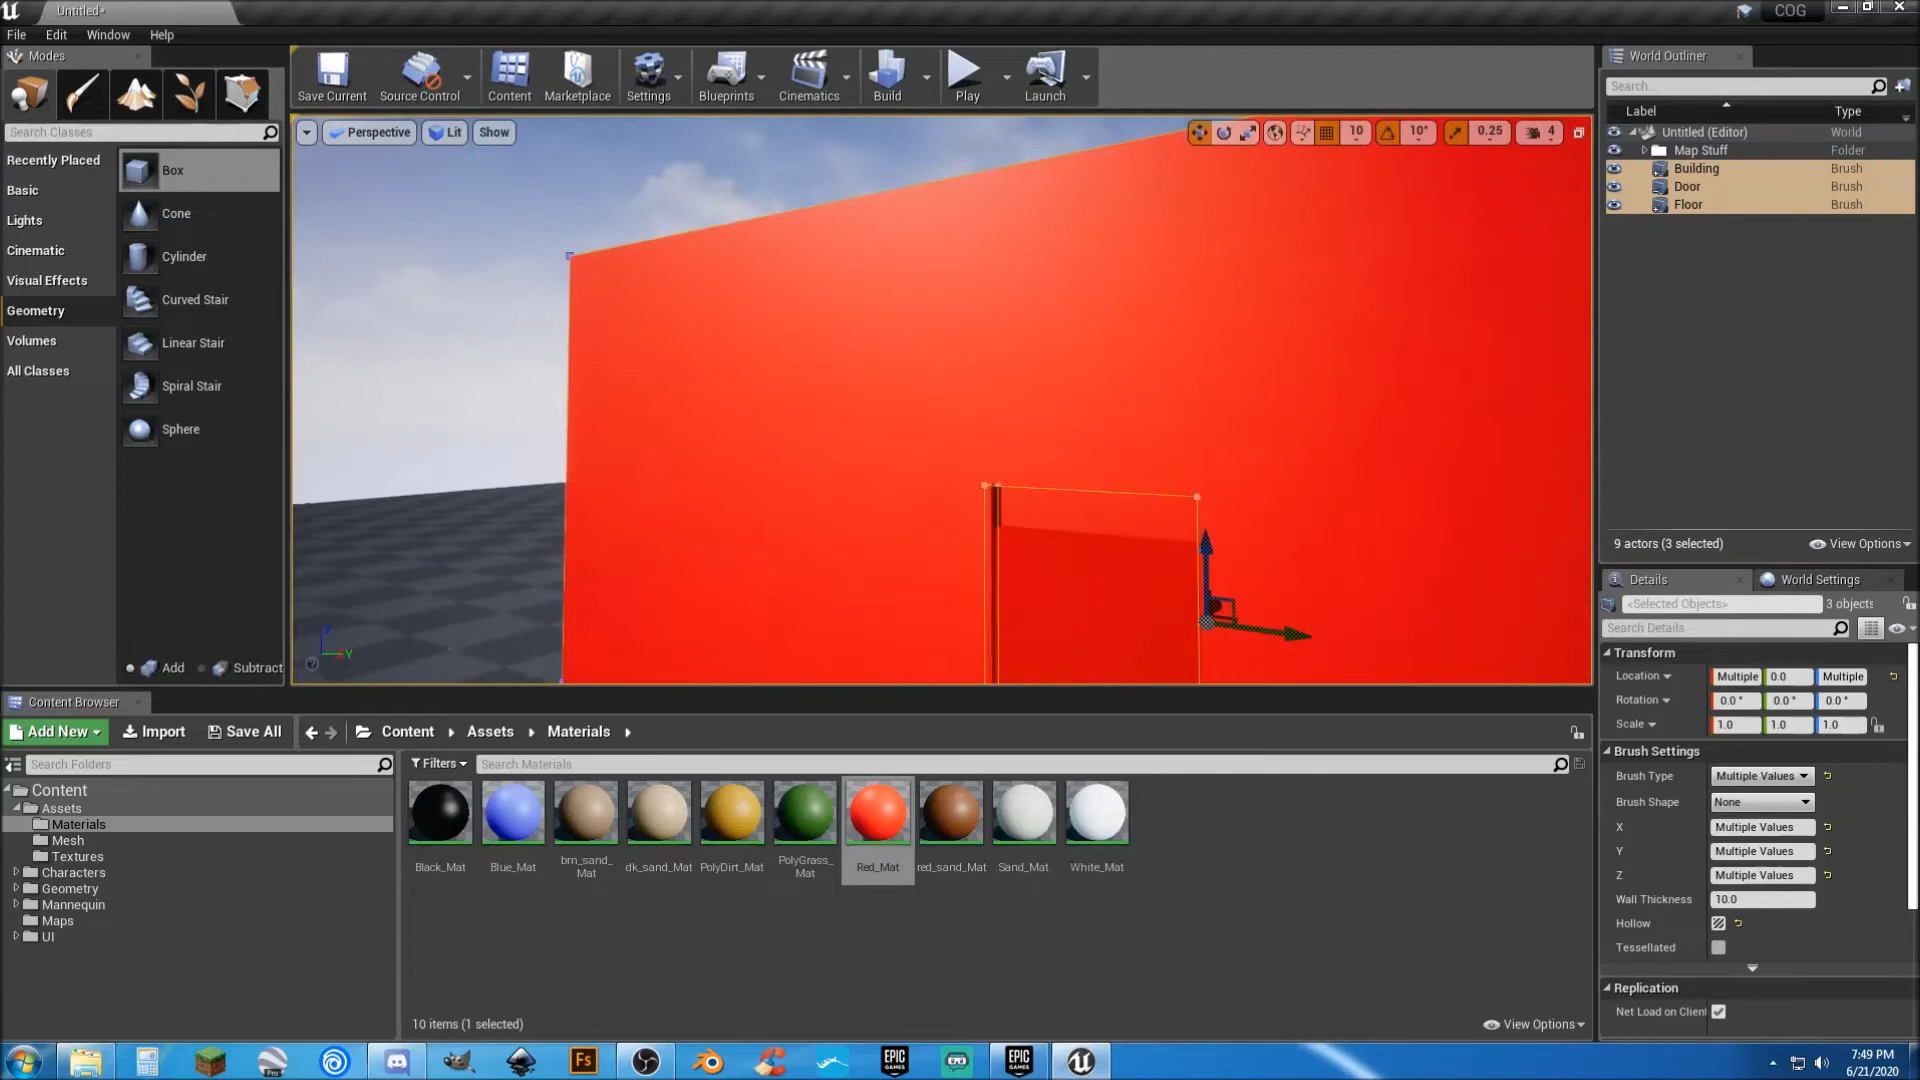 Untitled*
COG
File Edit Window Help
Modes
Search Classes
Recently Placed
Basic
Lights
Cinematic
Visual Effects
Geometry
Volumes
All Classes
Box
Cone
Cylinder
Curved Stair
Linear Stair
Spiral Stair
Sphere
Add Subtract
Save Current Source Control Content Marketplace Settings Blueprints Cinematics Build Play Launch
Perspective Lit Show
10 10° 0.25 4
Z
Y
World Outliner
Search...
Label Type
Untitled (Editor) World
Map Stuff Folder
Building Brush
Door Brush
Floor Brush
9 actors (3 selected) View Options
Details World Settings
<Selected Objects> 3 objects
Search Details
Transform
Location Multiple 0.0 Multiple
Rotation 0.0 ° 0.0 ° 0.0 °
Scale 1.0 1.0 1.0
Brush Settings
Brush Type Multiple Values
Brush Shape None
X Multiple Values
Y Multiple Values
Z Multiple Values
Wall Thickness 10.0
Hollow
Tessellated
Replication
Net Load on Client
Content Browser
Add New Import Save All Content Assets Materials
Search Folders
Content
Assets
Materials
Mesh
Textures
Characters
Geometry
Mannequin
Maps
UI
Filters Search Materials
Black_Mat Blue_Mat brn_sand_
Mat dk_sand_Mat PolyDirt_Mat PolyGrass_
Mat Red_Mat red_sand_Mat Sand_Mat White_Mat
10 items (1 selected) View Options
Pro
Fs
EPIC
GAMES
EPIC
GAMES
7:49 PM
6/21/2020